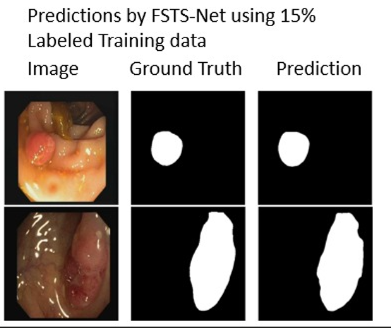 Predictions by FSTS-Net using 15%
Labeled Training data
Image Ground Truth Prediction